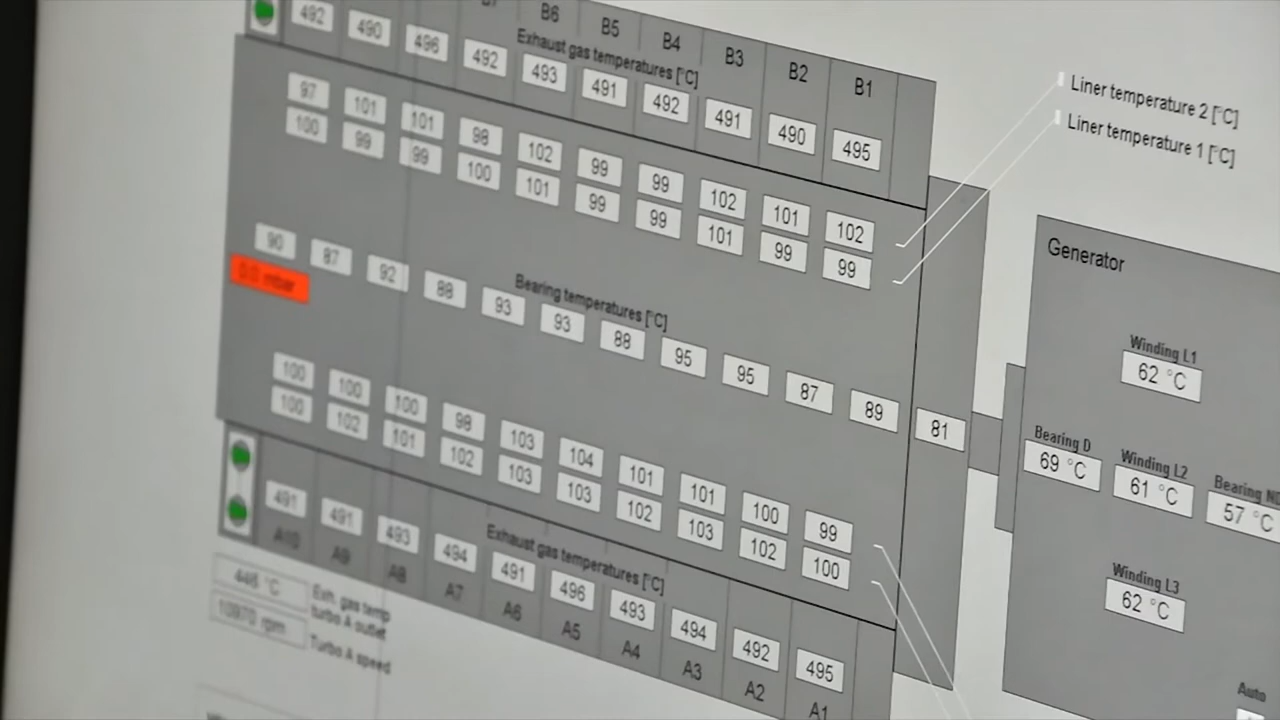 B6 B5 B4 B3 B2 B1
Exhaust gas temperatures [°C]
492 490 496 492 493 491 492 491 490 495
Liner temperature 2 [°C]
Liner temperature 1 [°C]
97 101 101 98 102 99 99 102 101 102
100 99 99 100 101 99 99 101 99 99
Bearing temperatures [°C]
90 87 92 88 93 93 88 95 95 87 89 81
0.0 mbar
100 100 100 98 103 104 101 101 100 99
100 102 101 102 103 103 102 103 102 100
Exhaust gas temperatures [°C]
491 491 493 494 491 496 493 494 492 495
A10 A9 A8 A7 A6 A5 A4 A3 A2 A1
446 °C
Exh. gas temp
turbo A outlet
10970 rpm
Turbo A speed
Generator
Winding L1
62 °C
Bearing D
69 °C
Winding L2
61 °C
Bearing
57 °C
Winding L3
62 °C
Auto